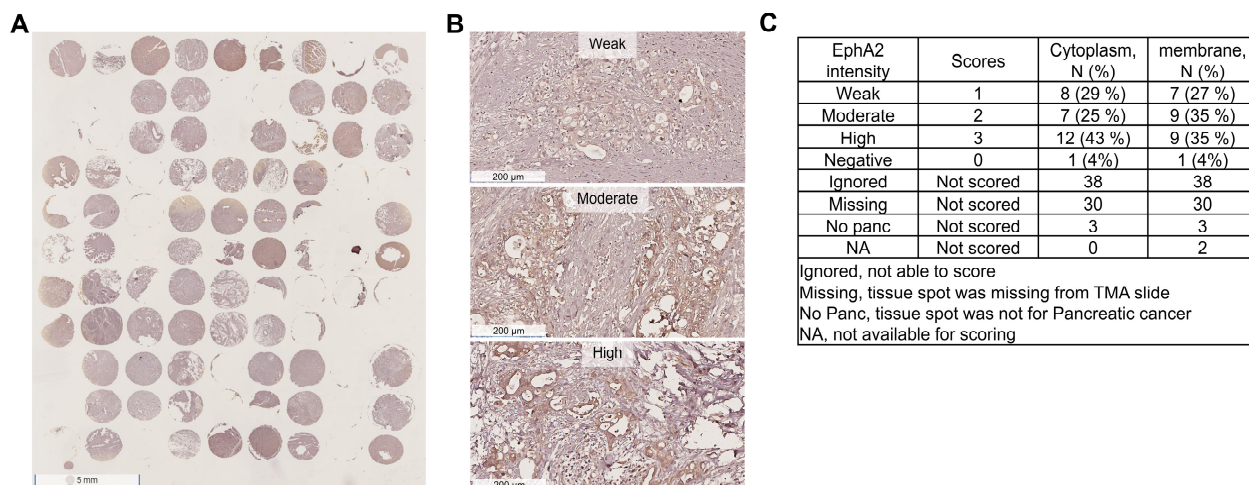 A
B
C
5 mm
Weak
200 µm
Moderate
200 µm
High
200 µm
EphA2 intensity Scores Cytoplasm, N (%) membrane, N (%)
Weak 1 8 (29 %) 7 (27 %)
Moderate 2 7 (25 %) 9 (35 %)
High 3 12 (43 %) 9 (35 %)
Negative 0 1 (4%) 1 (4%)
Ignored Not scored 38 38
Missing Not scored 30 30
No panc Not scored 3 3
NA Not scored 0 2
Ignored, not able to score
Missing, tissue spot was missing from TMA slide
No Panc, tissue spot was not for Pancreatic cancer
NA, not available for scoring